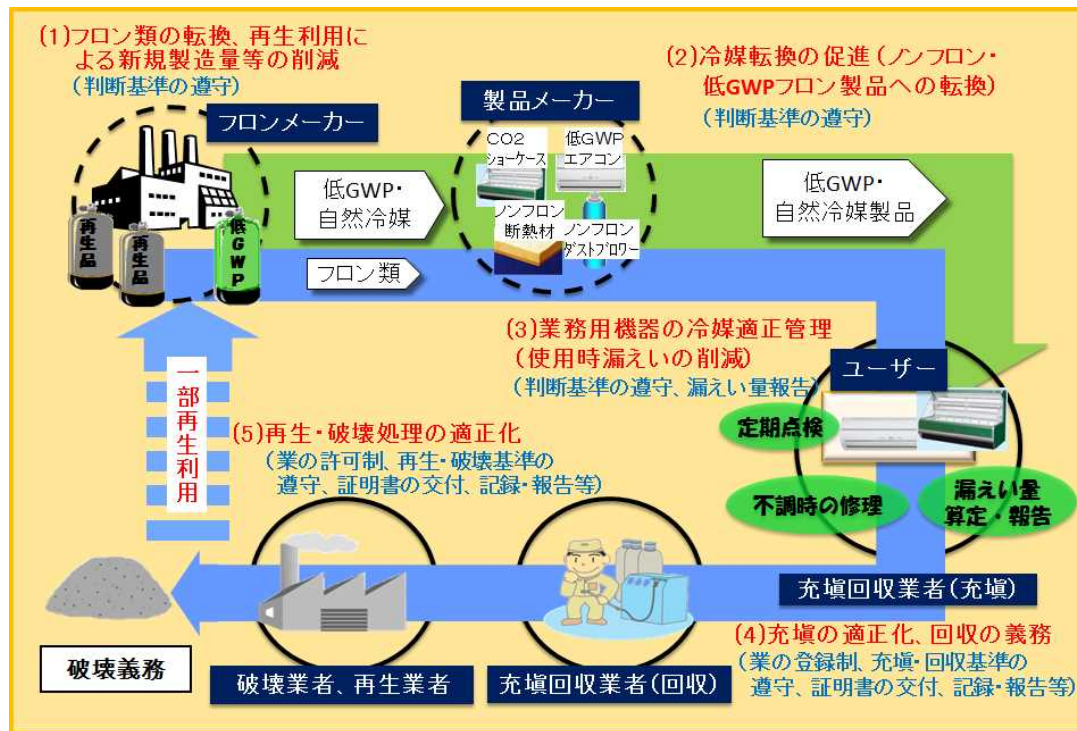 (1)フロン類の転換、再生利用に
よる新規製造量等の削減
(判断基準の遵守)
フロンメーカー
再生品
再生品
低GWP
低GWP・
自然冷媒
フロン類
製品メーカー
CO2
ショーケース
低GWP
エアコン
ノンフロン
断熱材
ノンフロン
ダストブロワー
(2)冷媒転換の促進(ノンフロン・
低GWPフロン製品への転換)
(判断基準の遵守)
低GWP・
自然冷媒製品
(3)業務用機器の冷媒適正管理
(使用時漏えいの削減)
(判断基準の遵守、漏えい量報告)
ユーザー
定期点検
不調時の修理
漏えい量
算定・報告
充塡回収業者(充塡)
(4)充塡の適正化、回収の義務
(業の登録制、充塡・回収基準の
遵守、証明書の交付、記録・報告等)
充塡回収業者(回収)
(5)再生・破壊処理の適正化
(業の許可制、再生・破壊基準の
遵守、証明書の交付、記録・報告等)
破壊業者、再生業者
一部再生利用
破壊義務